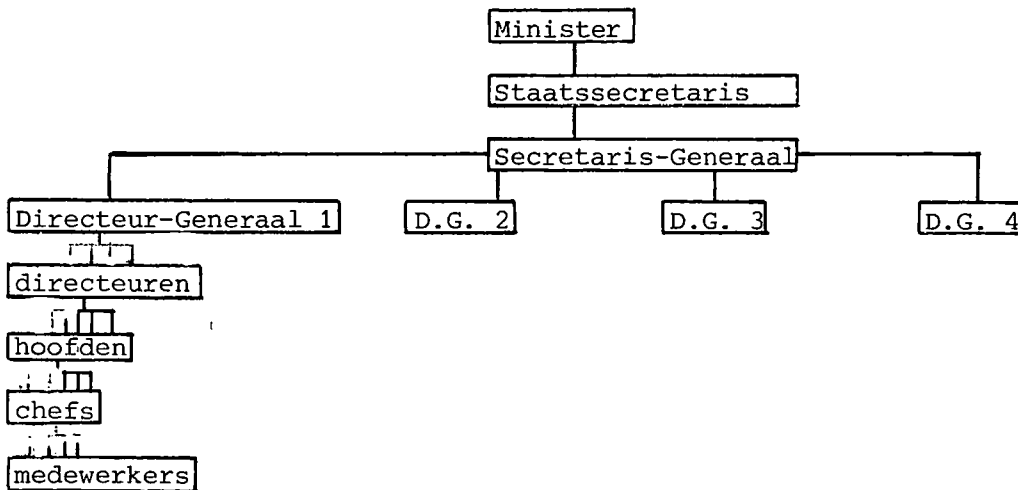 Minister
Staatssecretaris
Secretaris-Generaal
Directeur-Generaal 1 D.G. 2 D.G. 3 D.G. 4
directeuren
hoofden
chefs
medewerkers